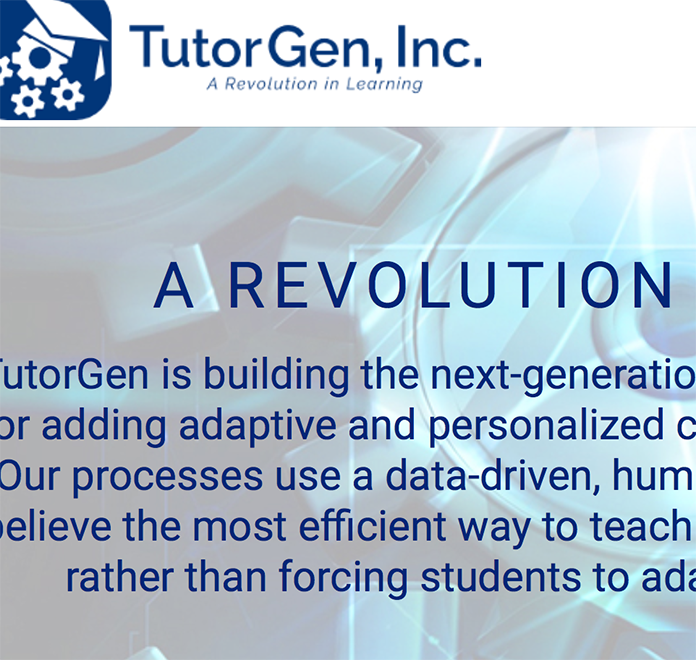 TutorGen, Inc.
A Revolution in Learning
A REVOLUTION
TutorGen is building the next-generatio
or adding adaptive and personalized c
Our processes use a data-driven, hum
believe the most efficient way to teach
rather than forcing students to ada